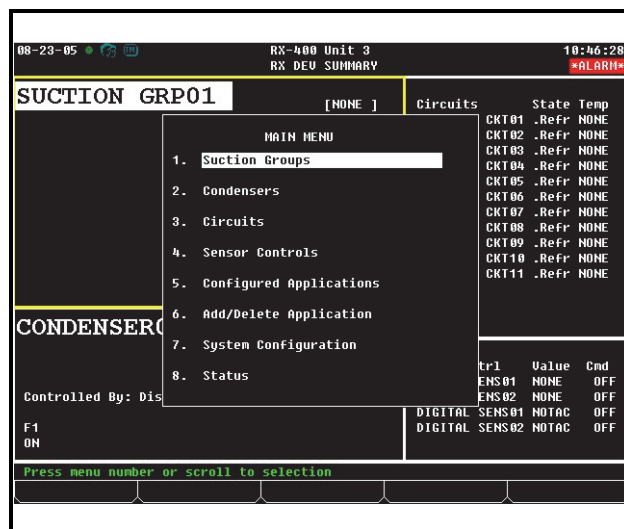 08-23-05 RX-400 Unit 3 10:46:28
RX DEV SUMMARY *ALARM*
SUCTION GRP01
[NONE ]
Circuits State Temp
CKT01 .Refr NONE
CKT02 .Refr NONE
CKT03 .Refr NONE
CKT04 .Refr NONE
CKT05 .Refr NONE
CKT06 .Refr NONE
CKT07 .Refr NONE
CKT08 .Refr NONE
CKT09 .Refr NONE
CKT10 .Refr NONE
CKT11 .Refr NONE
MAIN MENU
1. Suction Groups
2. Condensers
3. Circuits
4. Sensor Controls
5. Configured Applications
6. Add/Delete Application
7. System Configuration
8. Status
CONDENSER
Controlled By: Dis
F1
ON
trl Value Cmd
ENS01 NONE OFF
ENS02 NONE OFF
DIGITAL SENS01 NOTAC OFF
DIGITAL SENS02 NOTAC OFF
Press menu number or scroll to selection